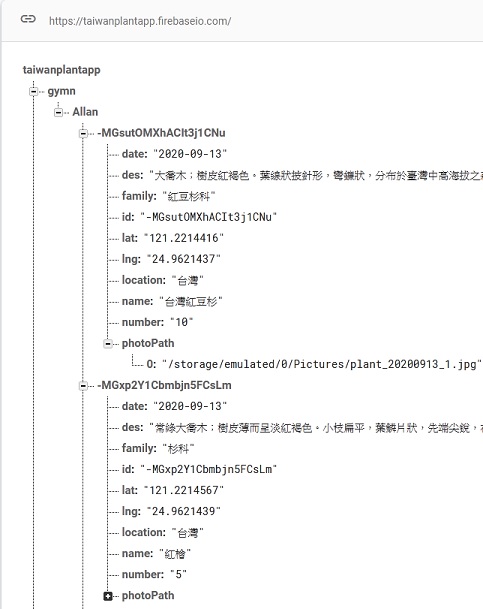 https://taiwanplantapp.firebaseio.com/
taiwanplantapp
gymn
Allan
-MGsutOMXhACIt3j1CNu
date: "2020-09-13"
des: "大喬木；樹皮紅褐色。葉線狀披針形，彎鐮狀，分布於臺灣中高海拔之
family: "紅豆杉科"
id: "-MGsutOMXhACIt3j1CNu"
lat: "121.2214416"
lng: "24.9621437"
location: "台灣"
name: "台灣紅豆杉"
number: "10"
photoPath
0: "/storage/emulated/0/Pictures/plant_20200913_1.jpg"
-MGxp2Y1Cbmbjn5FCsLm
date: "2020-09-13"
des: "常綠大喬木；樹皮薄而呈淡紅褐色。小枝扁平，葉鱗片狀，先端尖銳，
family: "杉科"
id: "-MGxp2Y1Cbmbjn5FCsLm"
lat: "121.2214567"
lng: "24.9621439"
location: "台灣"
name: "紅檜"
number: "5"
photoPath